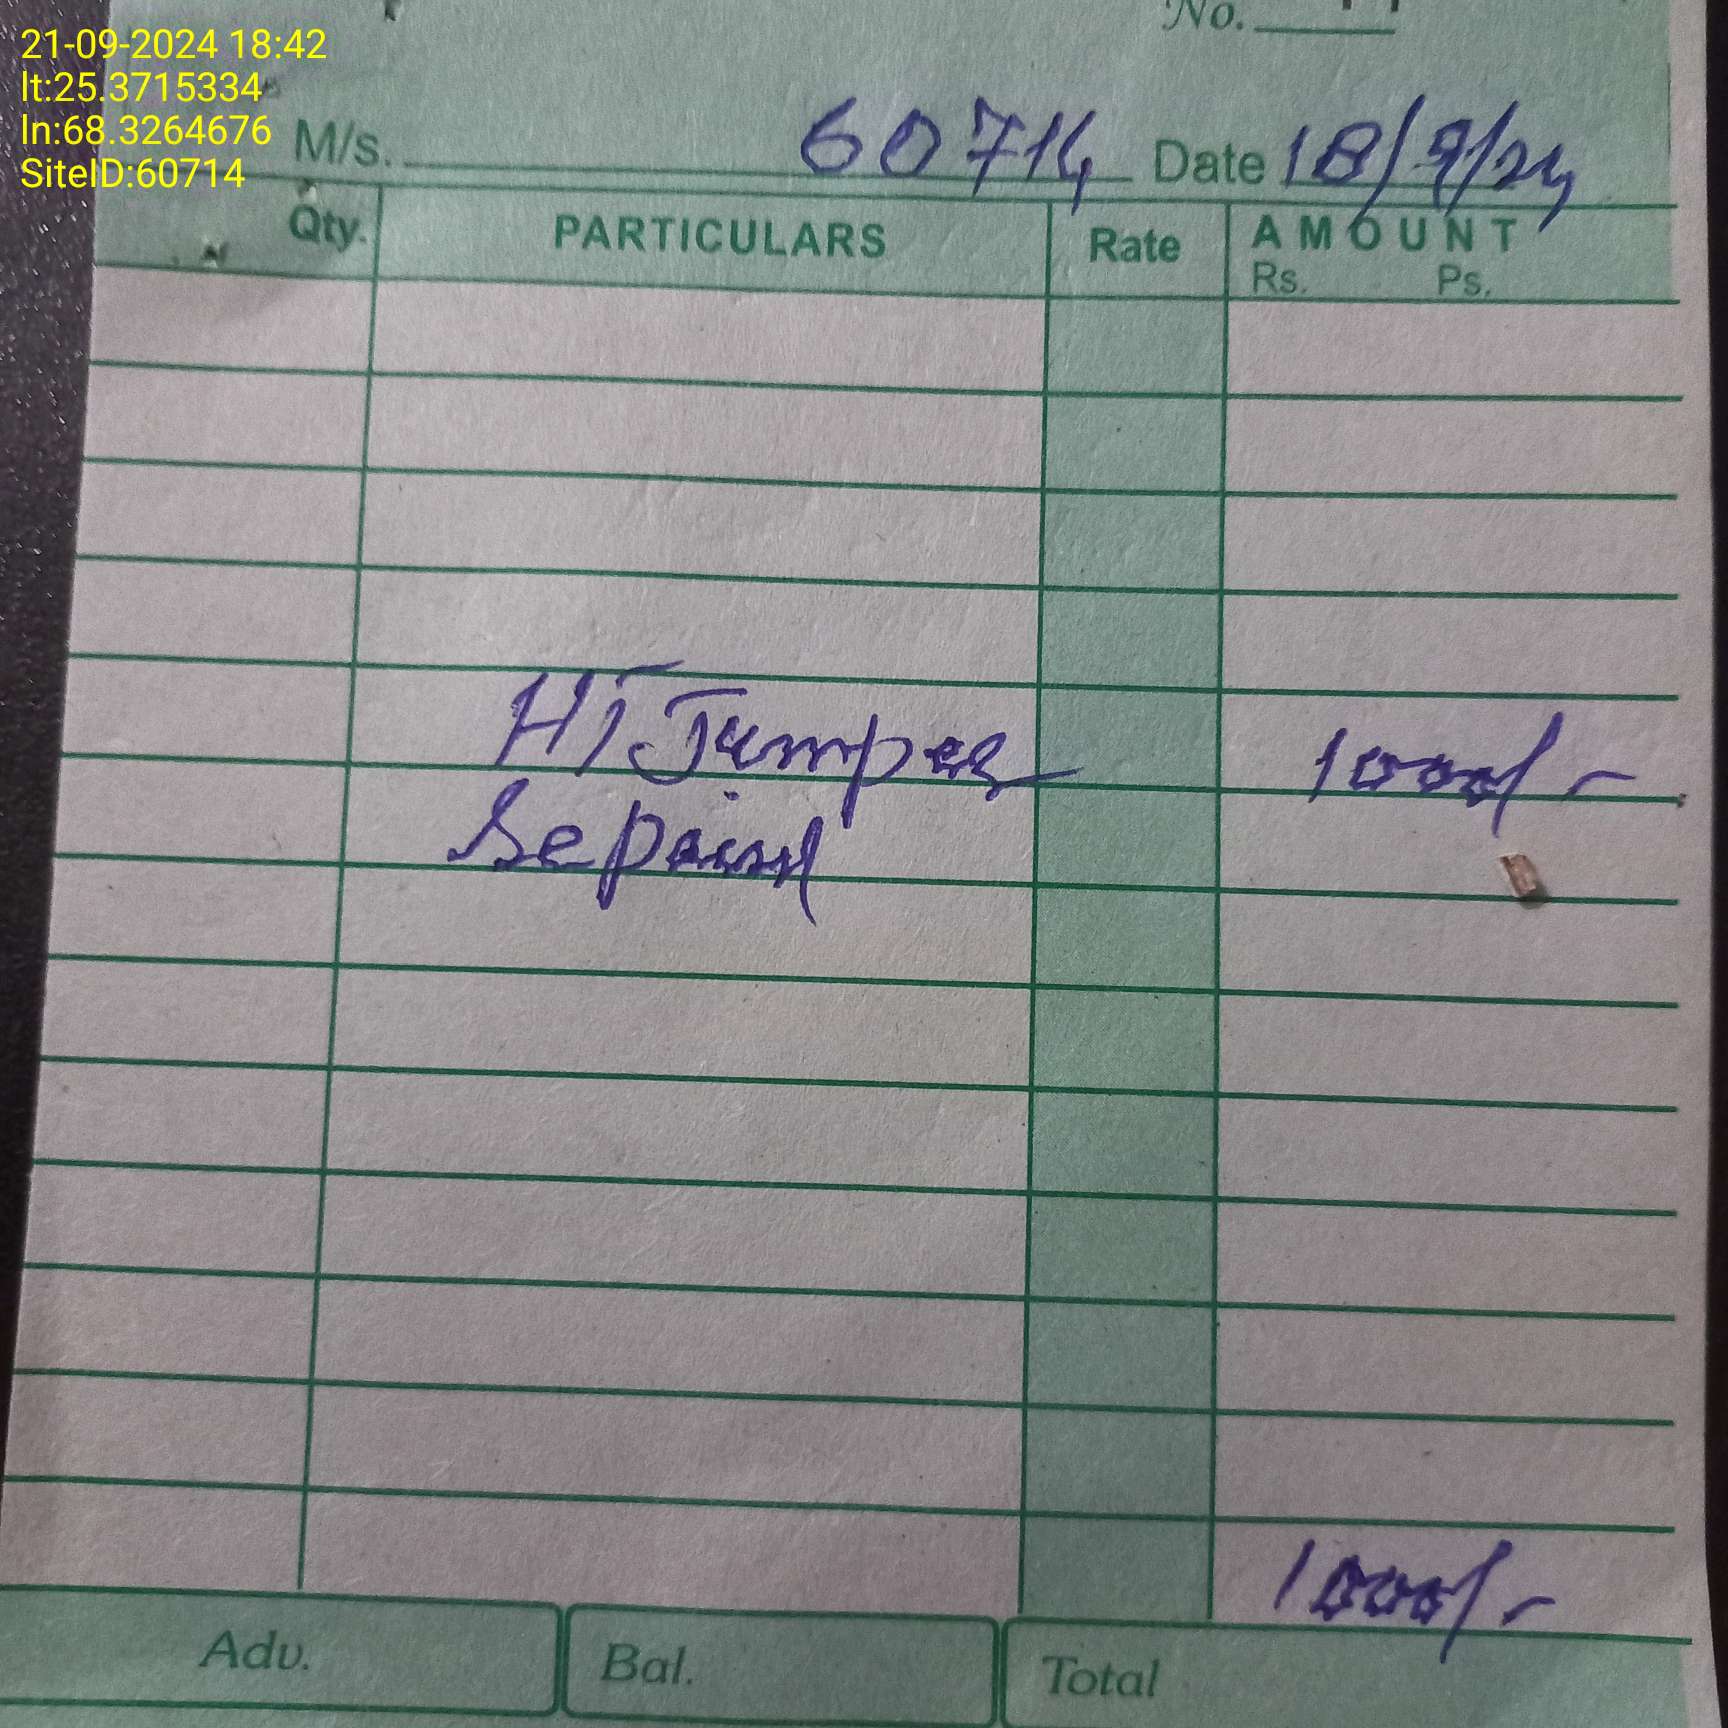 21-09-2024 18:42
lt:25.3715334
ln:68.3264676
SiteID:60714
No.
M/s. 60714 Date 18/9/24
Qty. PARTICULARS Rate AMOUNT
Rs. Ps.
HT Jumper 1000/-
1000/-
Adv. Bal. Total